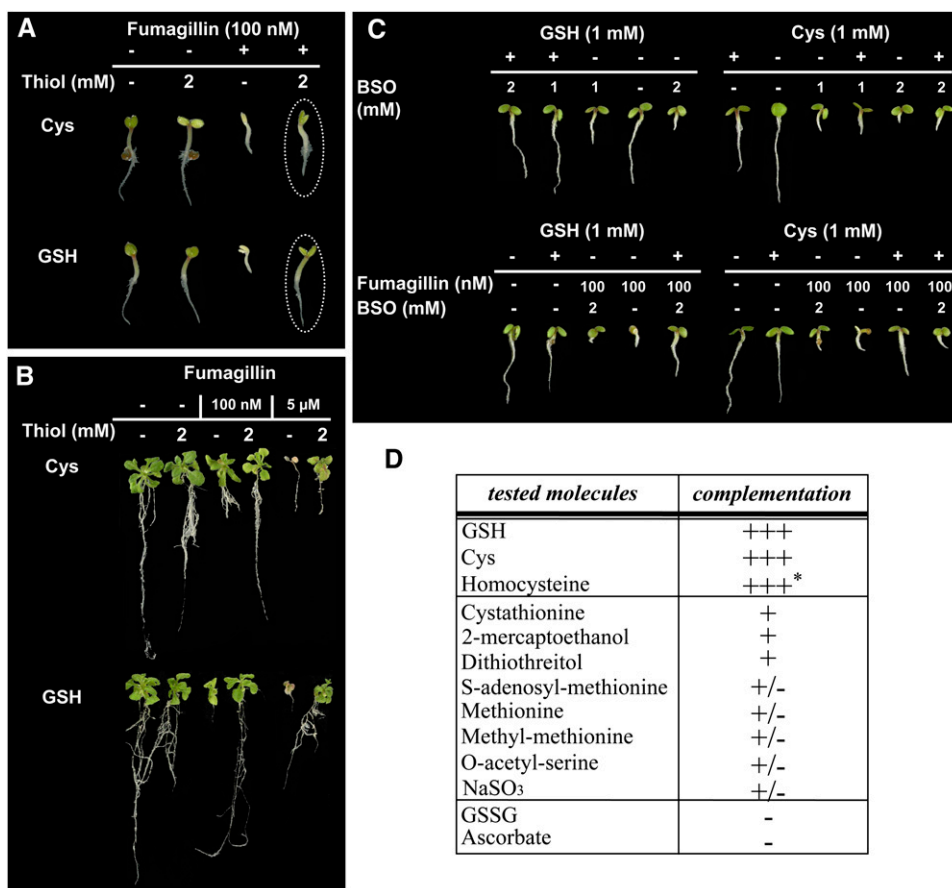 A
Fumagillin (100 nM)
- - + +
Thiol (mM) - 2 - 2
Cys
GSH
B
Fumagillin
- - 100 nM 5 µM
Thiol (mM) - 2 - 2 - 2
Cys
GSH
C
GSH (1 mM) Cys (1 mM)
+ + - - - + - - + - +
BSO (mM) 2 1 1 - 2 - - 1 1 2 2
GSH (1 mM) Cys (1 mM)
- + - - + - + - - + +
Fumagillin (nM) - - 100 100 100 - - 100 100 100 100
BSO (mM) - - 2 - 2 - - 2 - - 2
D
tested molecules complementation
GSH +++
Cys +++
Homocysteine +++*
Cystathionine +
2-mercaptoethanol +
Dithiothreitol +
S-adenosyl-methionine +/-
Methionine +/-
Methyl-methionine +/-
O-acetyl-serine +/-
NaSO₃ +/-
GSSG -
Ascorbate -